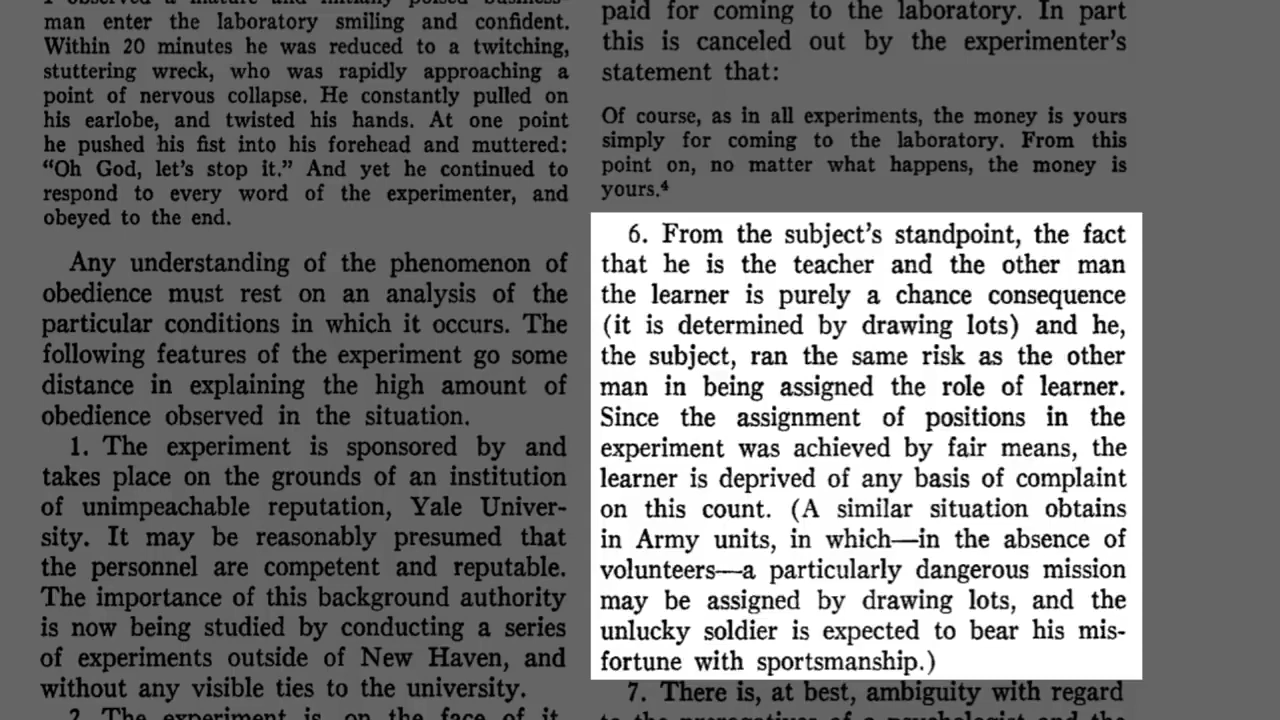 man enter the laboratory smiling and confident.
Within 20 minutes he was reduced to a twitching,
stuttering wreck, who was rapidly approaching a
point of nervous collapse. He constantly pulled on
his earlobe, and twisted his hands. At one point
he pushed his fist into his forehead and muttered:
“Oh God, let’s stop it.” And yet he continued to
respond to every word of the experimenter, and
obeyed to the end.
Any understanding of the phenomenon of
obedience must rest on an analysis of the
particular conditions in which it occurs. The
following features of the experiment go some
distance in explaining the high amount of
obedience observed in the situation.
1. The experiment is sponsored by and
takes place on the grounds of an institution
of unimpeachable reputation, Yale Univer-
sity. It may be reasonably presumed that
the personnel are competent and reputable.
The importance of this background authority
is now being studied by conducting a series
of experiments outside of New Haven, and
without any visible ties to the university.
2. The experiment is, on the face of it,
paid for coming to the laboratory. In part
this is canceled out by the experimenter’s
statement that:
Of course, as in all experiments, the money is yours
simply for coming to the laboratory. From this
point on, no matter what happens, the money is
yours.⁴
6. From the subject’s standpoint, the fact
that he is the teacher and the other man
the learner is purely a chance consequence
(it is determined by drawing lots) and he,
the subject, ran the same risk as the other
man in being assigned the role of learner.
Since the assignment of positions in the
experiment was achieved by fair means, the
learner is deprived of any basis of complaint
on this count. (A similar situation obtains
in Army units, in which—in the absence of
volunteers—a particularly dangerous mission
may be assigned by drawing lots, and the
unlucky soldier is expected to bear his mis-
fortune with sportsmanship.)
7. There is, at best, ambiguity with regard